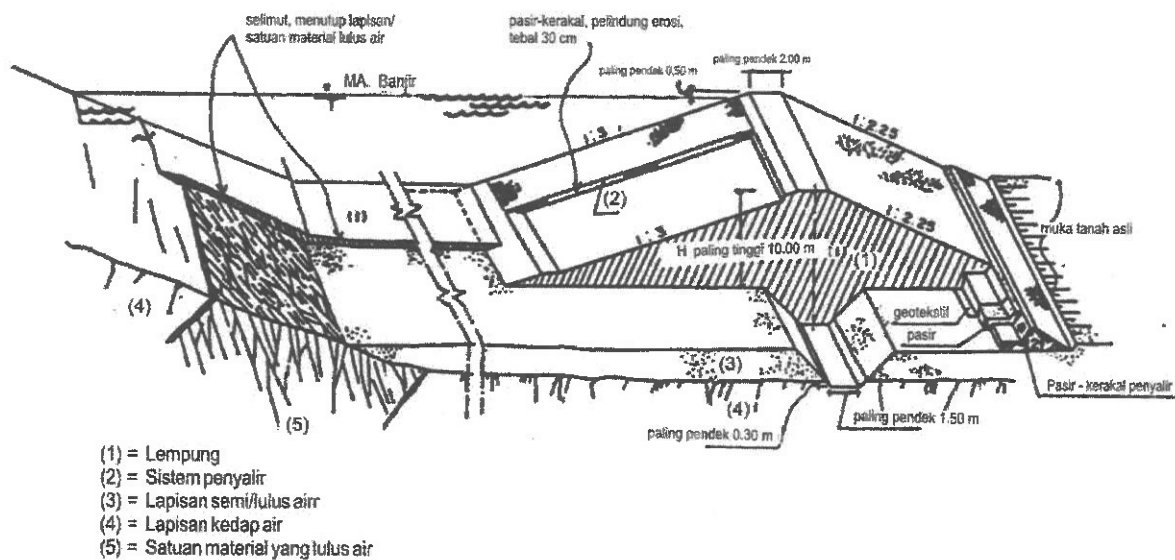 selimut, menutup lapisan/
satuan material lulus air
pasir-kerakal, pelindung erosi,
tebal 30 cm
paling pendek 2.00 m
paling pendek 0.50 m
MA. Banjir
1:3
1:2.25
(2)
(1)
1:3
1:2.25
muka tanah asli
H paling tinggi 10.00 m
(1)
(4)
geotekstil
pasir
(3)
Pasir - kerakal penyalir
(4)
(5)
paling pendek 0.30 m
paling pendek 1.50 m
(1) = Lempung
(2) = Sistem penyalir
(3) = Lapisan semi/lulus airr
(4) = Lapisan kedap air
(5) = Satuan material yang lulus air